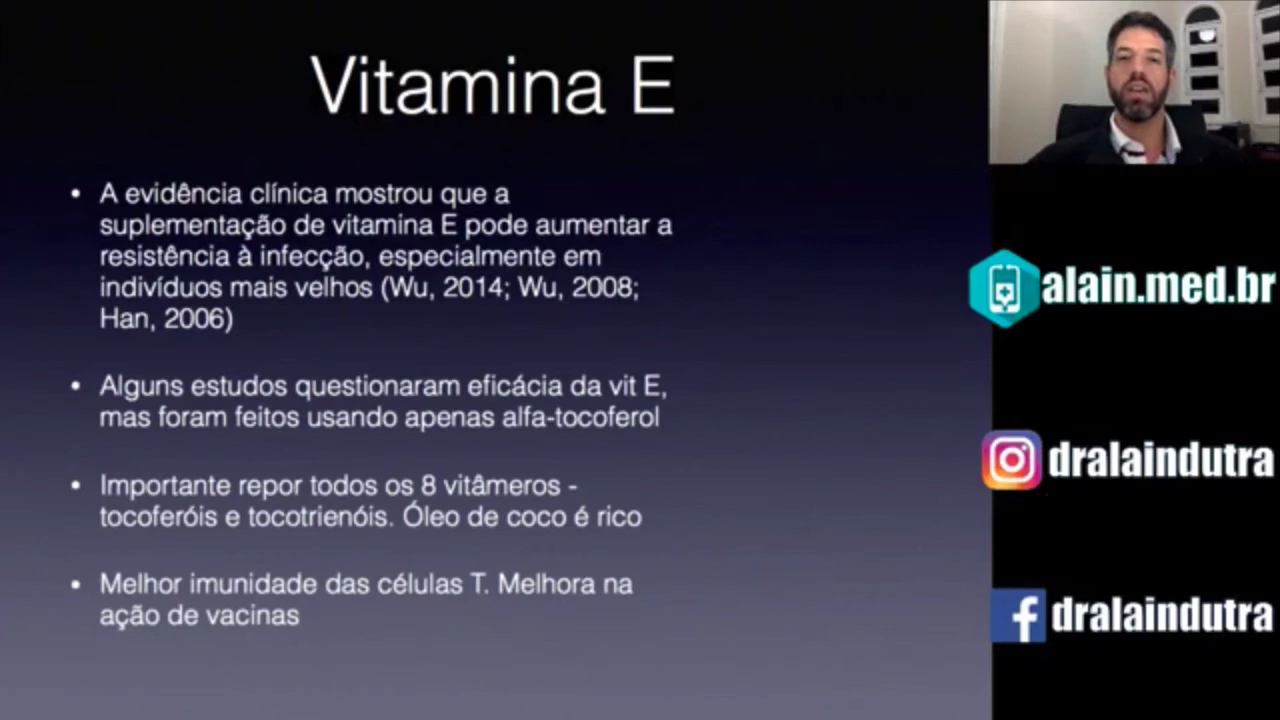 Vitamina E
• A evidência clínica mostrou que a
suplementação de vitamina E pode aumentar a
resistência à infecção, especialmente em
indivíduos mais velhos (Wu, 2014; Wu, 2008;
Han, 2006)
• Alguns estudos questionaram eficácia da vit E,
mas foram feitos usando apenas alfa-tocoferol
• Importante repor todos os 8 vitâmeros -
tocoferóis e tocotrienóis. Óleo de coco é rico
• Melhor imunidade das células T. Melhora na
ação de vacinas
alain.med.br
dralaindutra
dralaindutra